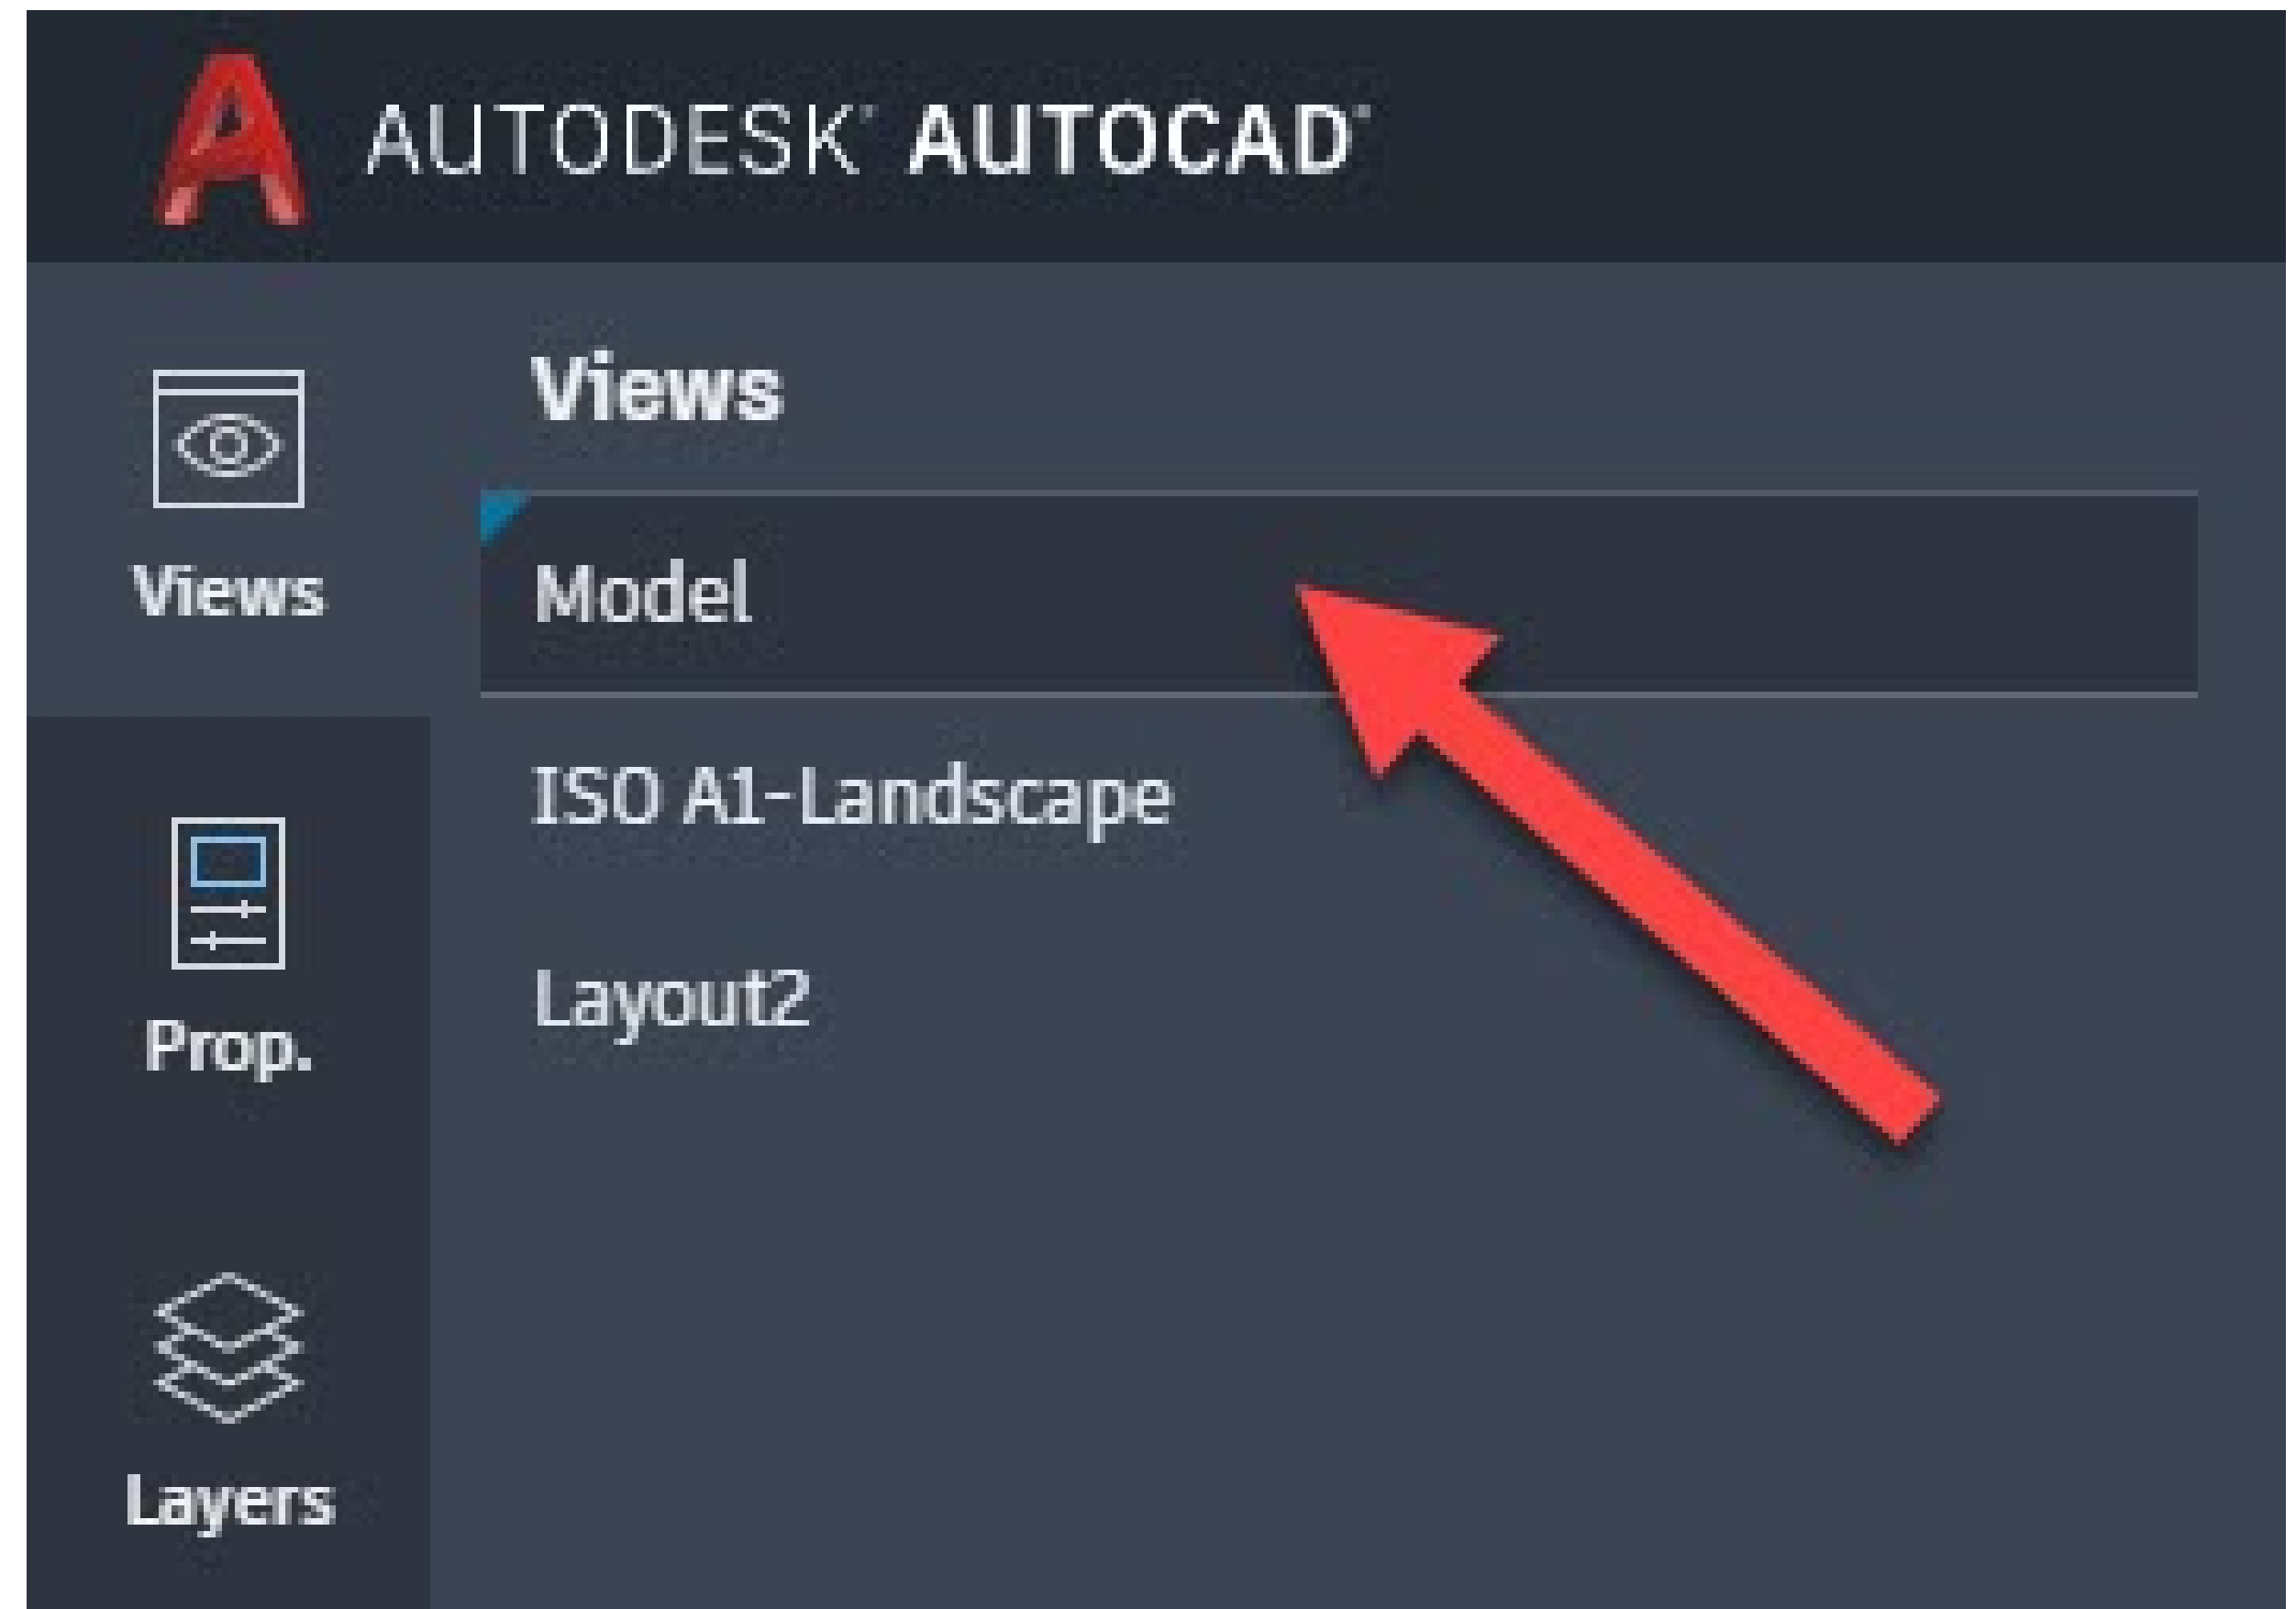 AUTODESK® AUTOCAD®
Views
Views
Model
ISO A1-Landscape
Layout2
Prop.
Layers